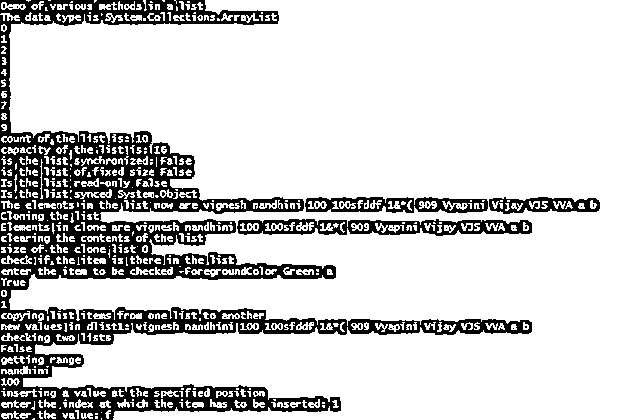 Demo of various methods in a list
The data type is System.Collections.ArrayList
0
1
2
3
4
5
6
7
8
9
count of the list is: 10
capacity of the list is: 16
is the list synchronized: False
is the list of fixed size False
Is the list read-only False
Is the list synced System.Object
The elements in the list now are vignesh nandhini 100 100sfddf 1&*( 909 Vyapini Vijay VJS VVA a b
Cloning the list
Elements in clone are vignesh nandhini 100 100sfddf 1&*( 909 Vyapini Vijay VJS VVA a b
clearing the contents of the list
size of the clone list 0
check if the item is there in the list
enter the item to be checked -ForegroundColor Green: a
True
0
1
copying list items from one list to another
new values in dlist1: vignesh nandhini 100 100sfddf 1&*( 909 Vyapini Vijay VJS VVA a b
checking two lists
False
getting range
nandhini
100
inserting a value at the specified position
enter the index at which the item has to be inserted: 1
enter the value: f